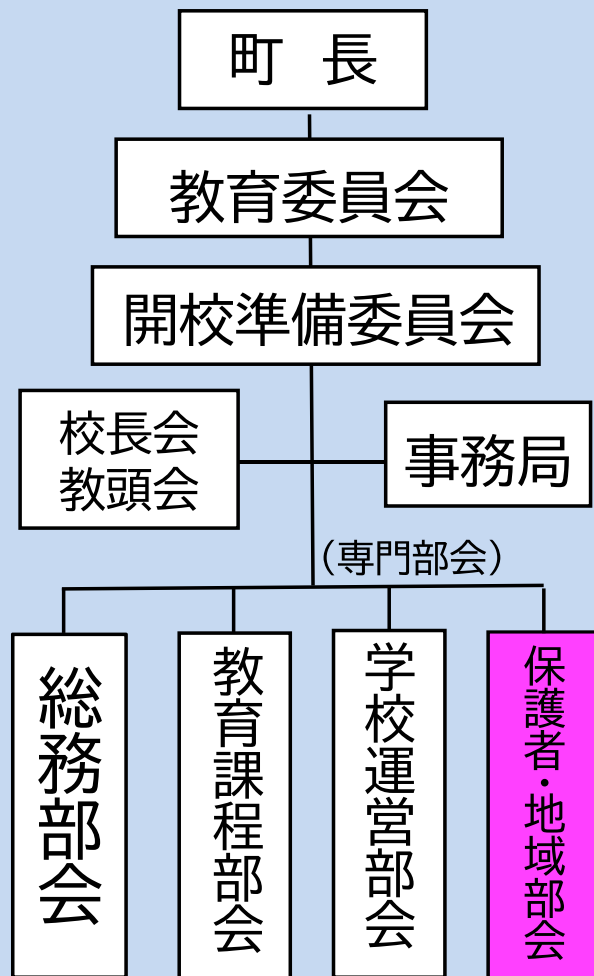 町 長
教育委員会
開校準備委員会
校長会
教頭会
事務局
（専門部会）
総務部会
教育課程部会
学校運営部会
保護者・地域部会